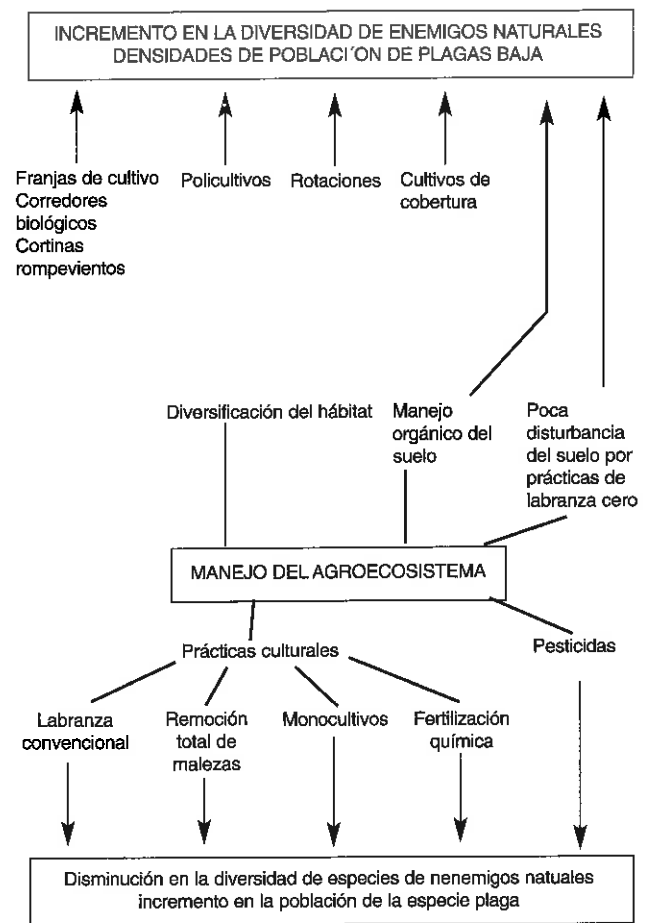 INCREMENTO EN LA DIVERSIDAD DE ENEMIGOS NATURALES
DENSIDADES DE POBLACI´ON DE PLAGAS BAJA
Franjas de cultivo
Corredores
biológicos
Cortinas
rompevientos
Policultivos
Rotaciones
Cultivos de
cobertura
Diversificación del hábitat
Manejo
orgánico del
suelo
Poca
disturbancia
del suelo por
prácticas de
labranza cero
MANEJO DEL AGROECOSISTEMA
Prácticas culturales
Pesticidas
Labranza
convencional
Remoción
total de
malezas
Monocultivos
Fertilización
química
Disminución en la diversidad de especies de nenemigos natuales
incremento en la población de la especie plaga